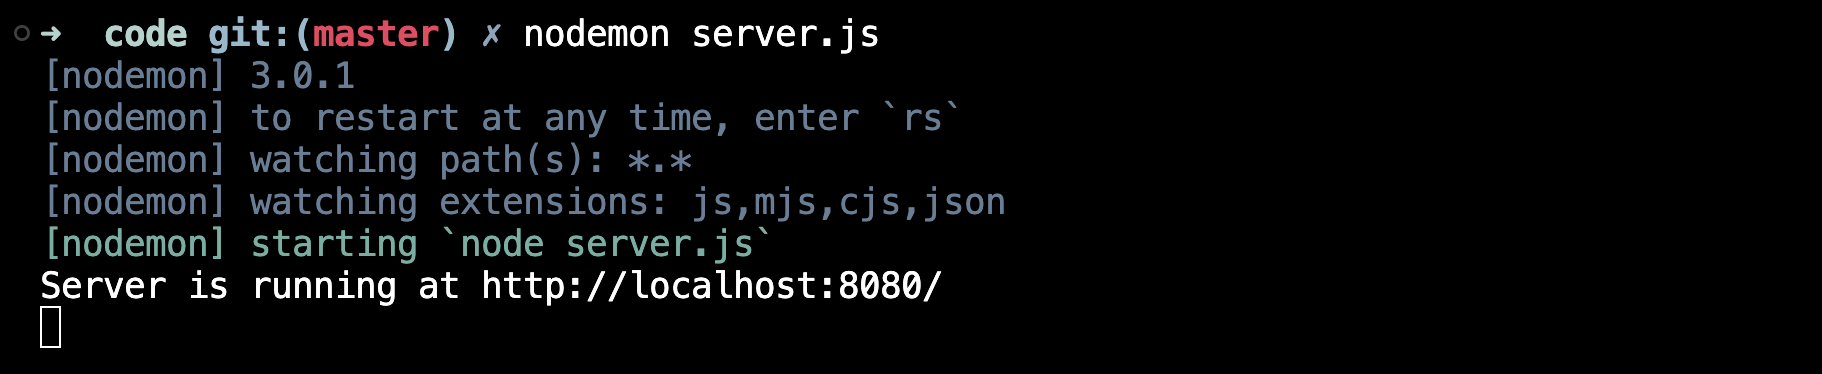 ➜  code git:(master) ✗ nodemon server.js
[nodemon] 3.0.1
[nodemon] to restart at any time, enter `rs`
[nodemon] watching path(s): *.*
[nodemon] watching extensions: js,mjs,cjs,json
[nodemon] starting `node server.js`
Server is running at http://localhost:8080/